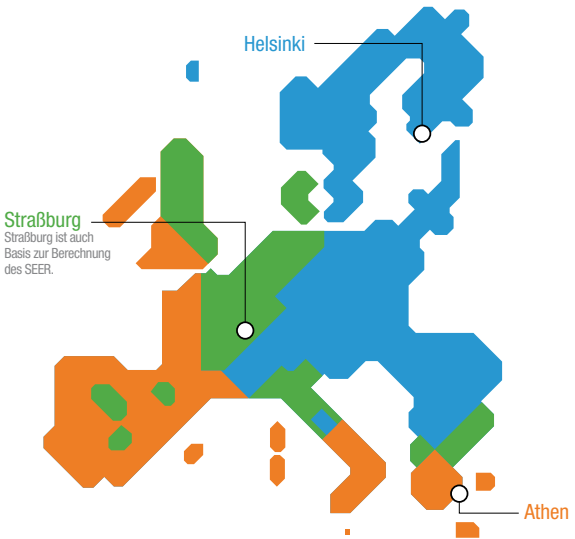 Helsinki
Straßburg
Straßburg ist auch
Basis zur Berechnung
des SEER.
Athen